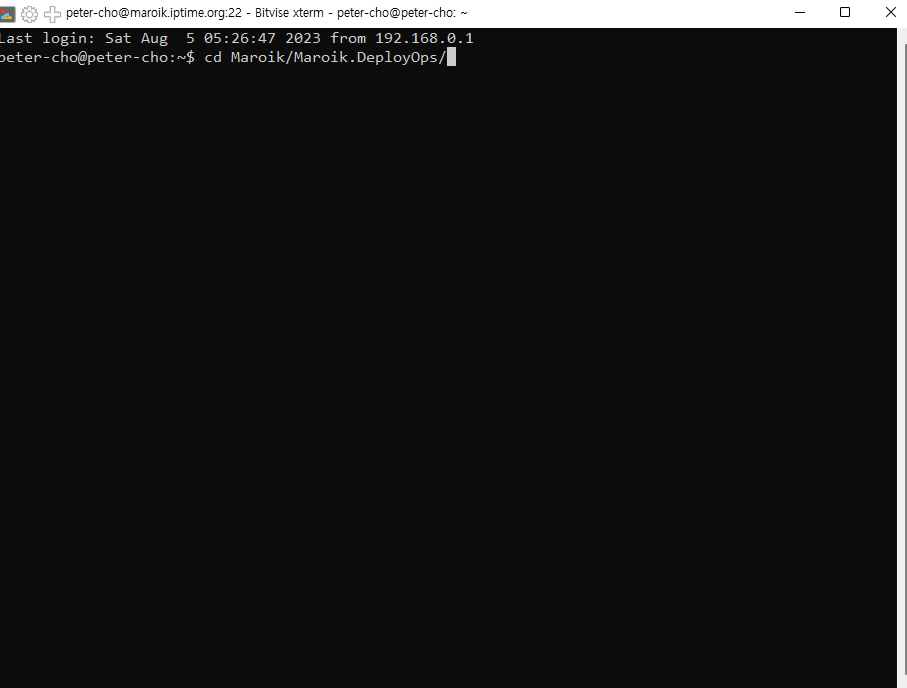 peter-cho@maroik.iptime.org:22 - Bitvise xterm - peter-cho@peter-cho: ~
Last login: Sat Aug  5 05:26:47 2023 from 192.168.0.1
peter-cho@peter-cho:~$ cd Maroik/Maroik.DeployOps/